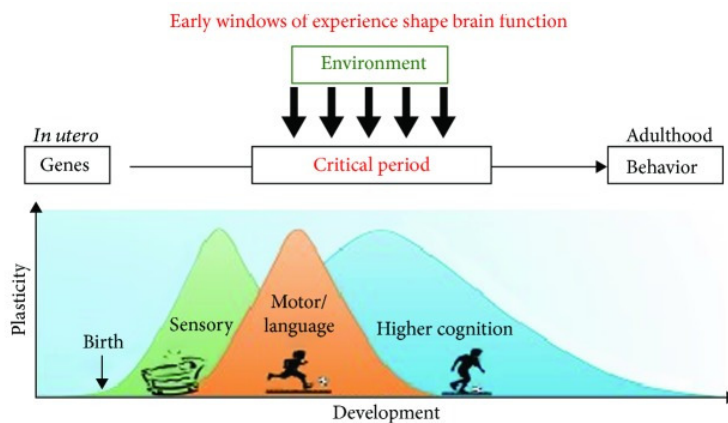 Early windows of experience shape brain function
Environment
In utero
Adulthood
Genes
Critical period
Behavior
Plasticity
Birth
Sensory
Motor/
language
Higher cognition
Development